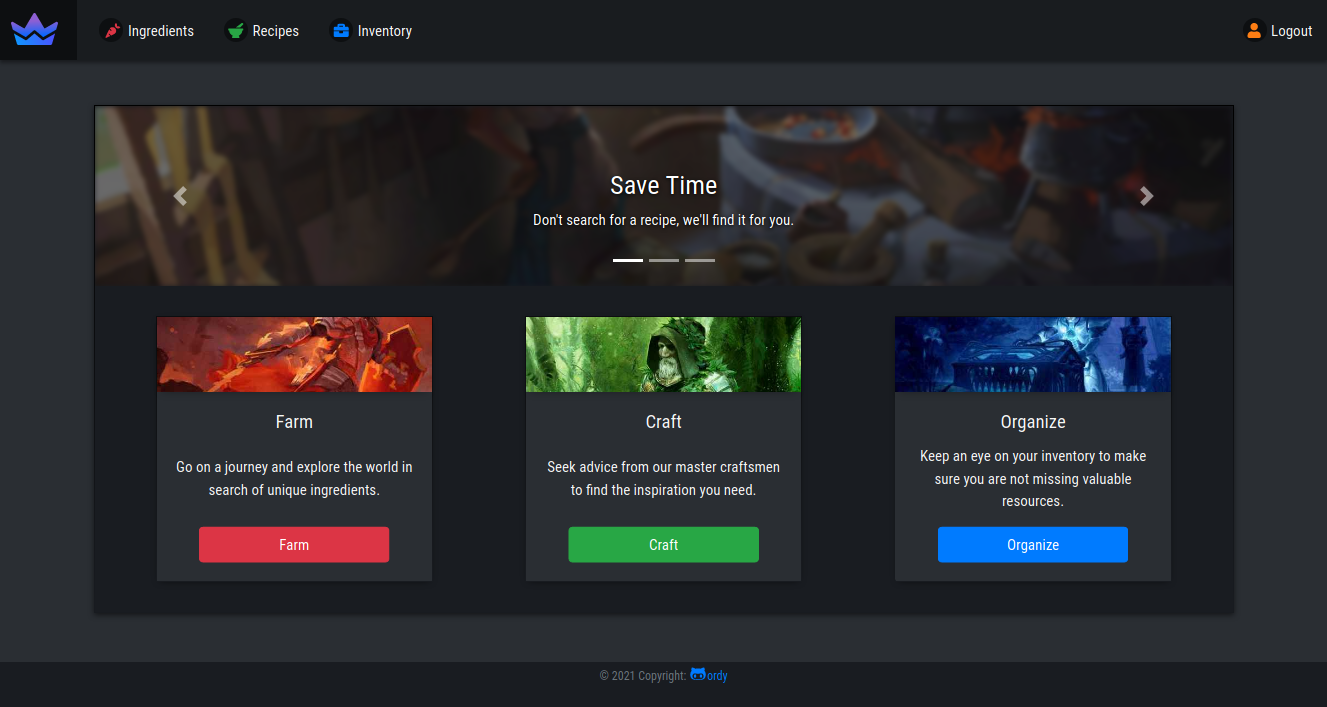 Ingredients
Recipes
Inventory
Logout
Save Time
Don't search for a recipe, we'll find it for you.
Farm
Go on a journey and explore the world in
search of unique ingredients.
Farm
Craft
Seek advice from our master craftsmen
to find the inspiration you need.
Craft
Organize
Keep an eye on your inventory to make
sure you are not missing valuable
resources.
Organize
© 2021 Copyright: ordy